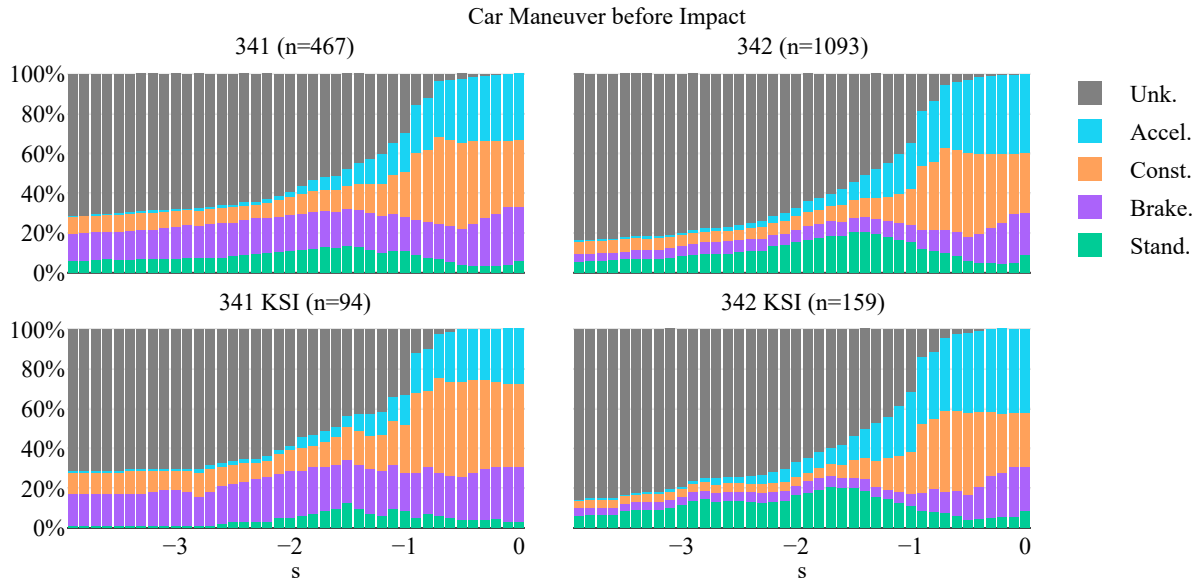 Car Maneuver before Impact
341 (n=467)
342 (n=1093)
100%
80%
60%
40%
20%
0%
Unk.
Accel.
Const.
Brake.
Stand.
341 KSI (n=94)
342 KSI (n=159)
100%
80%
60%
40%
20%
0%
−3 −2 −1 0
−3 −2 −1 0
s
s